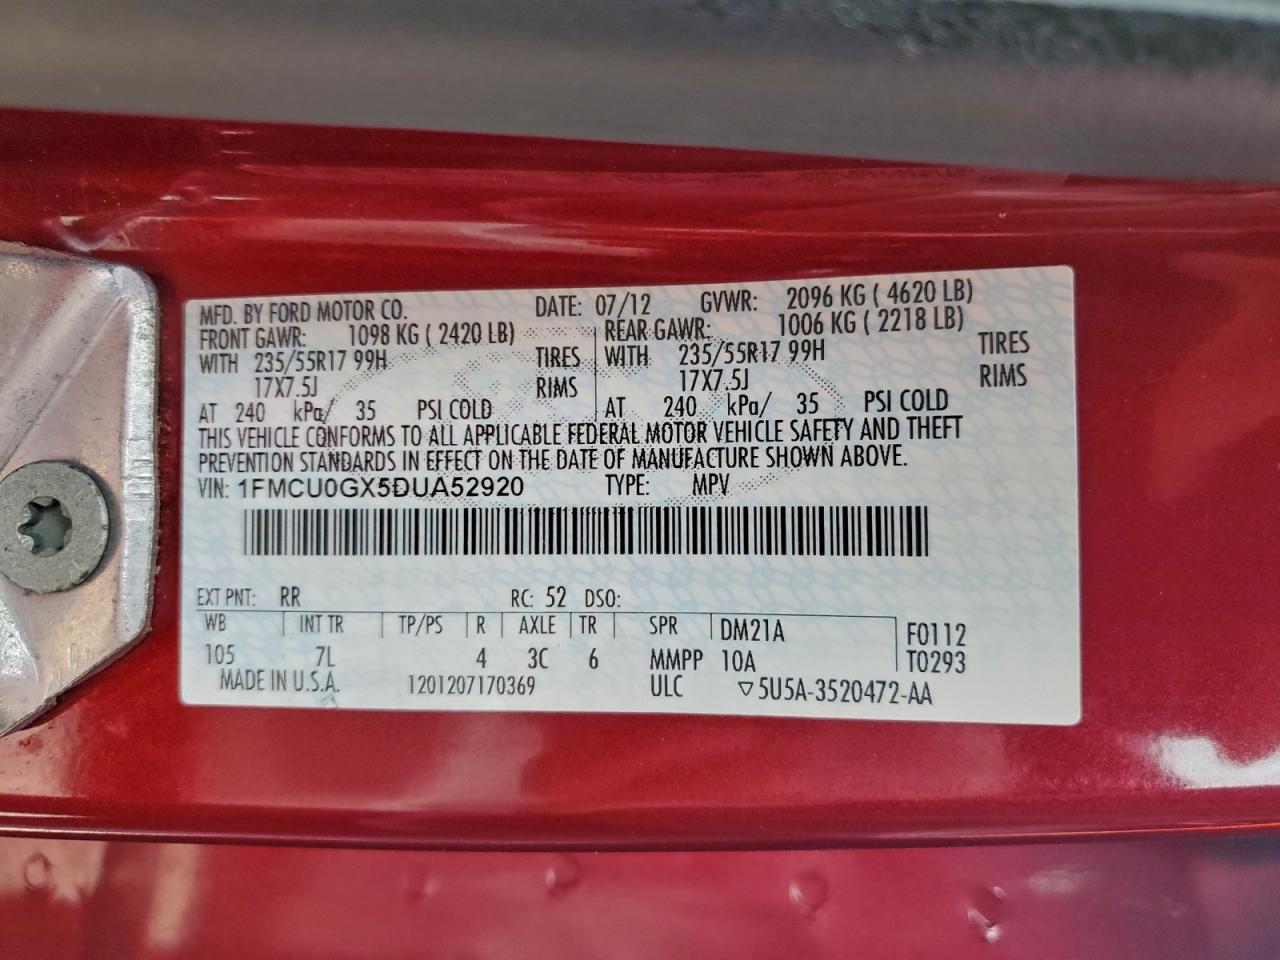 MFD. BY FORD MOTOR CO. DATE: 07/12 GVWR: 2096 KG ( 4620 LB)
FRONT GAWR: 1098 KG ( 2420 LB) REAR GAWR: 1006 KG ( 2218 LB)
WITH 235/55R17 99H TIRES WITH 235/55R17 99H TIRES
17X7.5J RIMS 17X7.5J RIMS
AT 240 kPa/ 35 PSI COLD AT 240 kPa/ 35 PSI COLD
THIS VEHICLE CONFORMS TO ALL APPLICABLE FEDERAL MOTOR VEHICLE SAFETY AND THEFT
PREVENTION STANDARDS IN EFFECT ON THE DATE OF MANUFACTURE SHOWN ABOVE.
VIN: 1FMCU0GX5DUA52920 TYPE: MPV
EXT PNT: RR RC: 52 DSO:
WB INT TR TP/PS R AXLE TR SPR DM21A F0112
105 7L 4 3C 6 MMPP 10A T0293
MADE IN U.S.A. 1201207170369 ULC ▽5U5A-3520472-AA